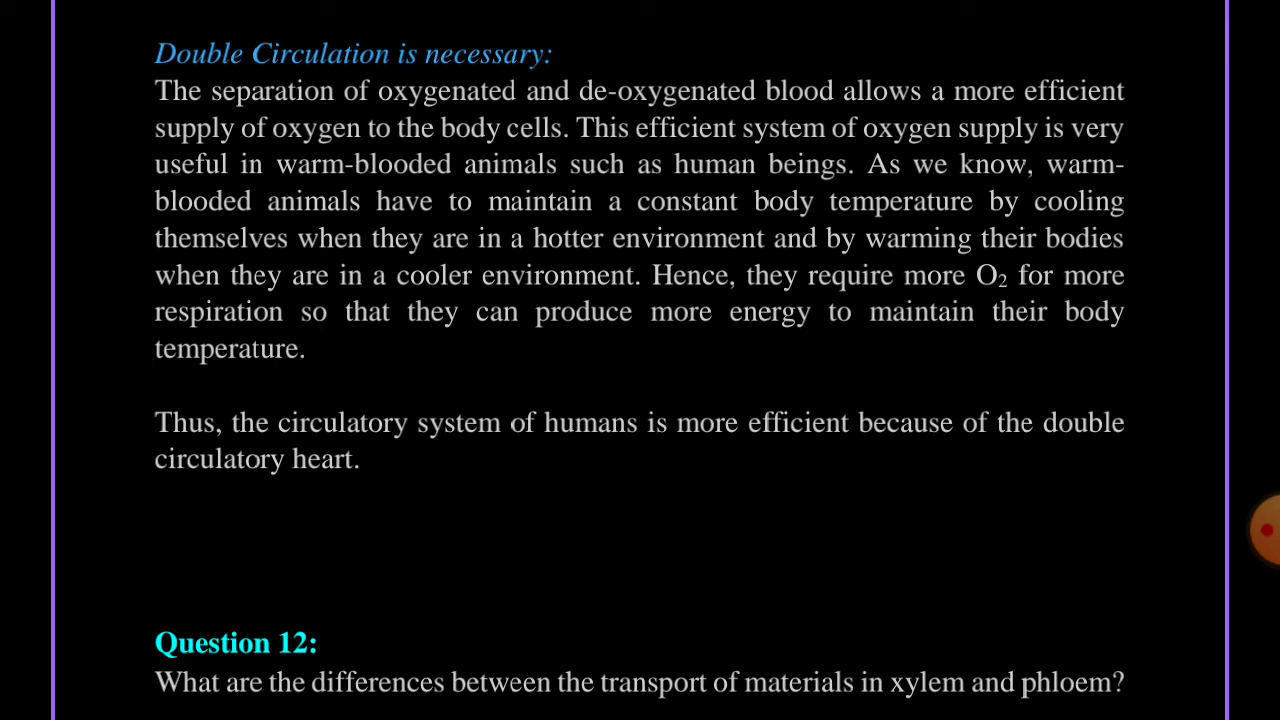 Double Circulation is necessary:
The separation of oxygenated and de-oxygenated blood allows a more efficient
supply of oxygen to the body cells. This efficient system of oxygen supply is very
useful in warm-blooded animals such as human beings. As we know, warm-
blooded animals have to maintain a constant body temperature by cooling
themselves when they are in a hotter environment and by warming their bodies
when they are in a cooler environment. Hence, they require more O₂ for more
respiration so that they can produce more energy to maintain their body
temperature.
Thus, the circulatory system of humans is more efficient because of the double
circulatory heart.
Question 12:
What are the differences between the transport of materials in xylem and phloem?